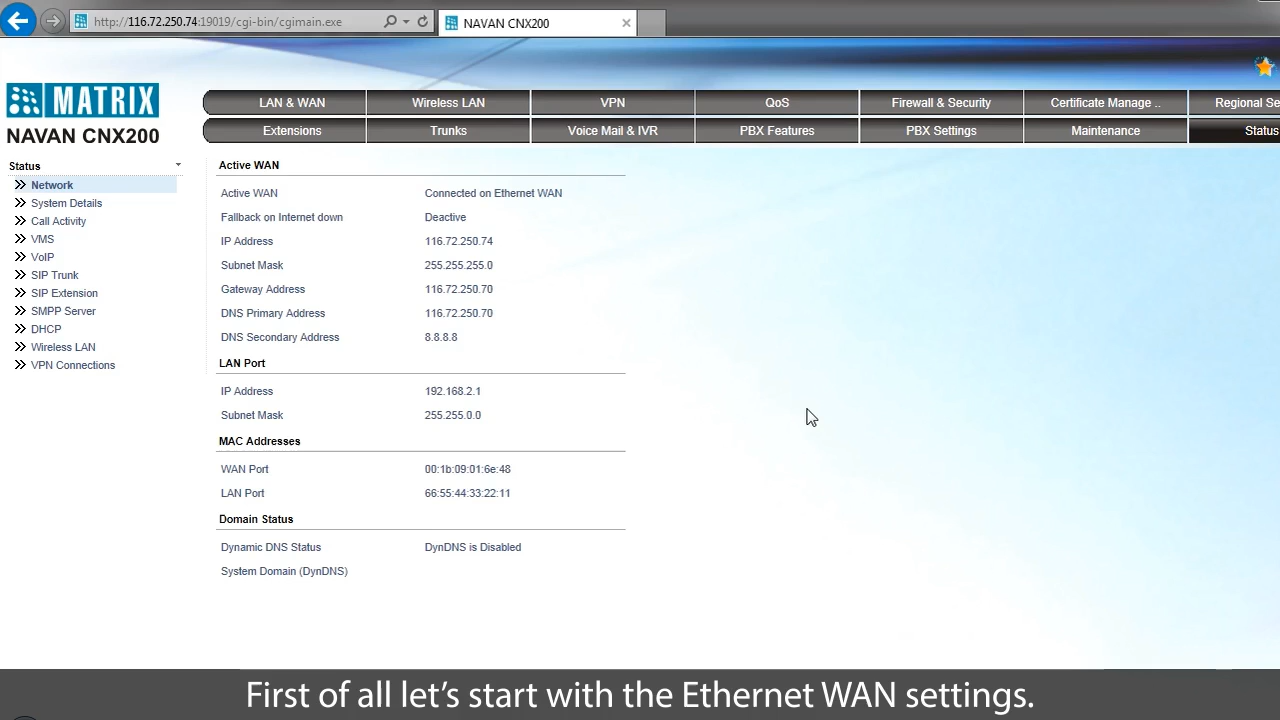 http://116.72.250.74:19019/cgi-bin/cgimain.exe
NAVAN CNX200
MATRIX
NAVAN CNX200
LAN & WAN Wireless LAN VPN QoS Firewall & Security Certificate Manage .. Regional Se
Extensions Trunks Voice Mail & IVR PBX Features PBX Settings Maintenance Status
Status
Network
System Details
Call Activity
VMS
VoIP
SIP Trunk
SIP Extension
SMPP Server
DHCP
Wireless LAN
VPN Connections
Active WAN
Active WAN Connected on Ethernet WAN
Fallback on Internet down Deactive
IP Address 116.72.250.74
Subnet Mask 255.255.255.0
Gateway Address 116.72.250.70
DNS Primary Address 116.72.250.70
DNS Secondary Address 8.8.8.8
LAN Port
IP Address 192.168.2.1
Subnet Mask 255.255.0.0
MAC Addresses
WAN Port 00:1b:09:01:6e:48
LAN Port 66:55:44:33:22:11
Domain Status
Dynamic DNS Status DynDNS is Disabled
System Domain (DynDNS)
First of all let's start with the Ethernet WAN settings.